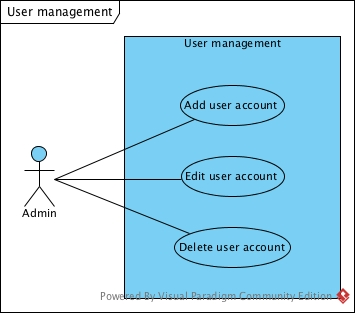 User management
User management
Add user account
Edit user account
Admin
Delete user account
Powered By Visual Paradigm Community Edition